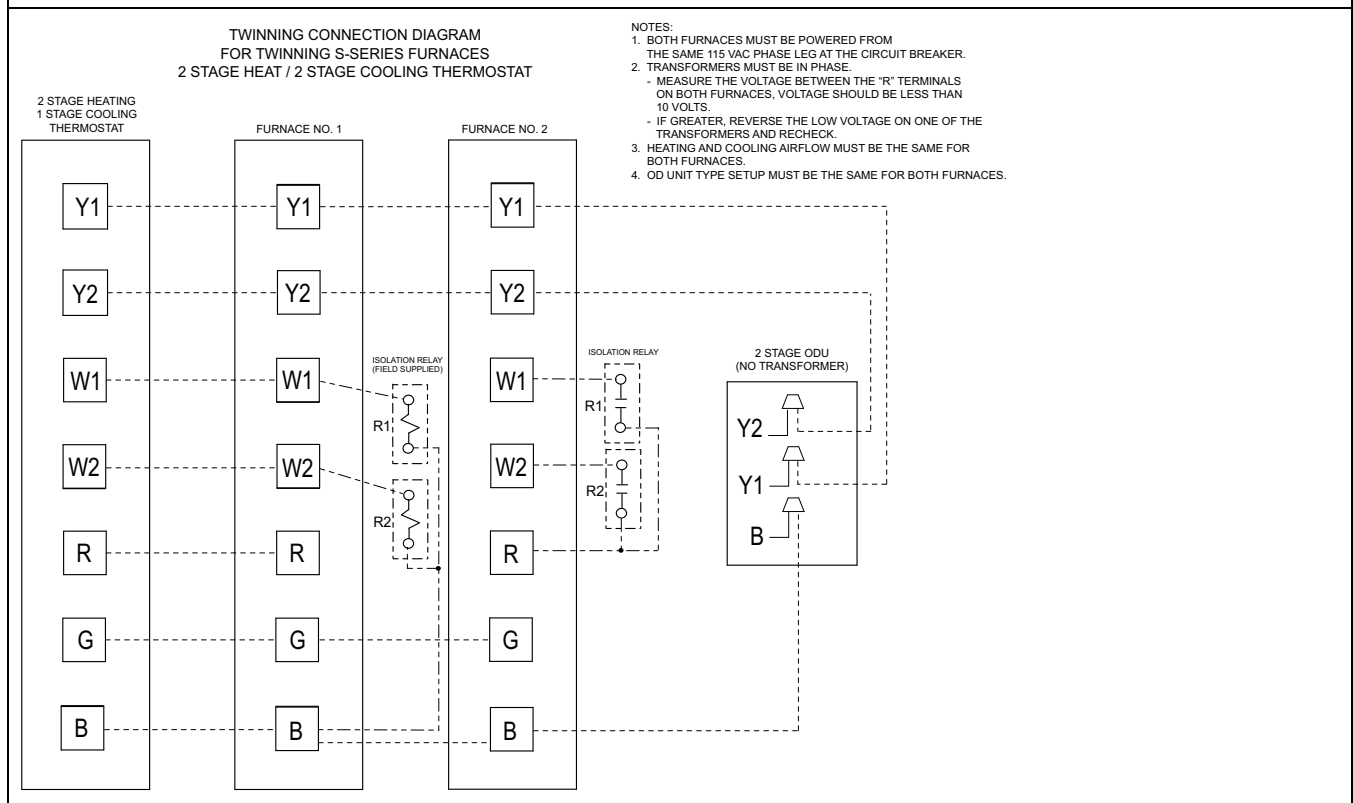 TWINNING CONNECTION DIAGRAM
FOR TWINNING S-SERIES FURNACES
2 STAGE HEAT / 2 STAGE COOLING THERMOSTAT
NOTES:
1. BOTH FURNACES MUST BE POWERED FROM
THE SAME 115 VAC PHASE LEG AT THE CIRCUIT BREAKER.
2. TRANSFORMERS MUST BE IN PHASE.
- MEASURE THE VOLTAGE BETWEEN THE “R” TERMINALS
ON BOTH FURNACES, VOLTAGE SHOULD BE LESS THAN
10 VOLTS.
- IF GREATER, REVERSE THE LOW VOLTAGE ON ONE OF THE
TRANSFORMERS AND RECHECK.
3. HEATING AND COOLING AIRFLOW MUST BE THE SAME FOR
BOTH FURNACES.
4. OD UNIT TYPE SETUP MUST BE THE SAME FOR BOTH FURNACES.
2 STAGE HEATING
1 STAGE COOLING
THERMOSTAT
Y1
Y2
W1
W2
R
G
B
FURNACE NO. 1
Y1
Y2
W1
W2
R
G
B
ISOLATION RELAY
(FIELD SUPPLIED)
R1
R2
FURNACE NO. 2
Y1
Y2
W1
W2
R
G
B
ISOLATION RELAY
R1
R2
2 STAGE ODU
(NO TRANSFORMER)
Y2
Y1
B